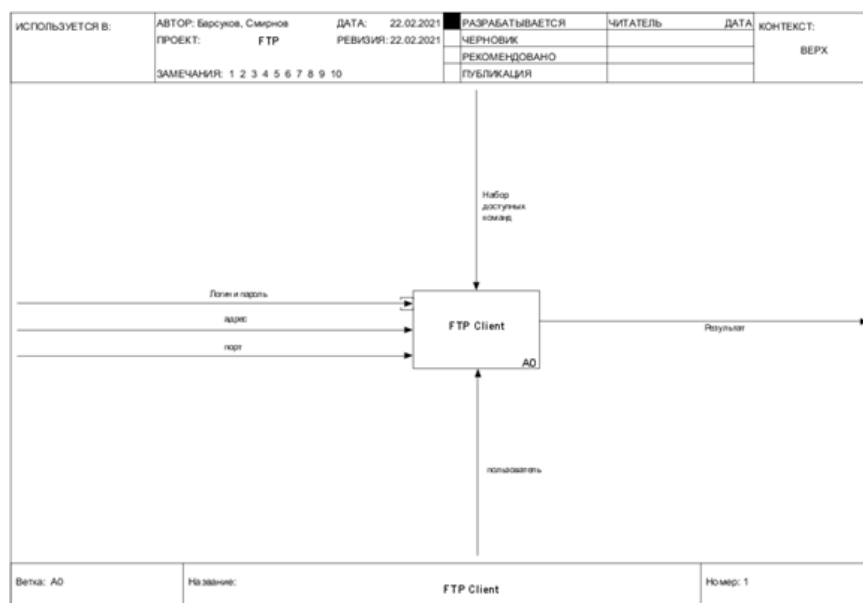 ИСПОЛЬЗУЕТСЯ В:
АВТОР: Барсуков, Смирнов
ДАТА: 22.02.2021
ПРОЕКТ: FTP
РЕВИЗИЯ: 22.02.2021
ЗАМЕЧАНИЯ: 1 2 3 4 5 6 7 8 9 10
РАЗРАБАТЫВАЕТСЯ
ЧЕРНОВИК
РЕКОМЕНДОВАНО
ПУБЛИКАЦИЯ
ЧИТАТЕЛЬ ДАТА
КОНТЕКСТ:
ВЕРХ
Набор
доступных
команд
Логин и пароль
адрес
порт
FTP Client
A0
Результат
пользователь
Ветка: A0
Название:
FTP Client
Номер: 1